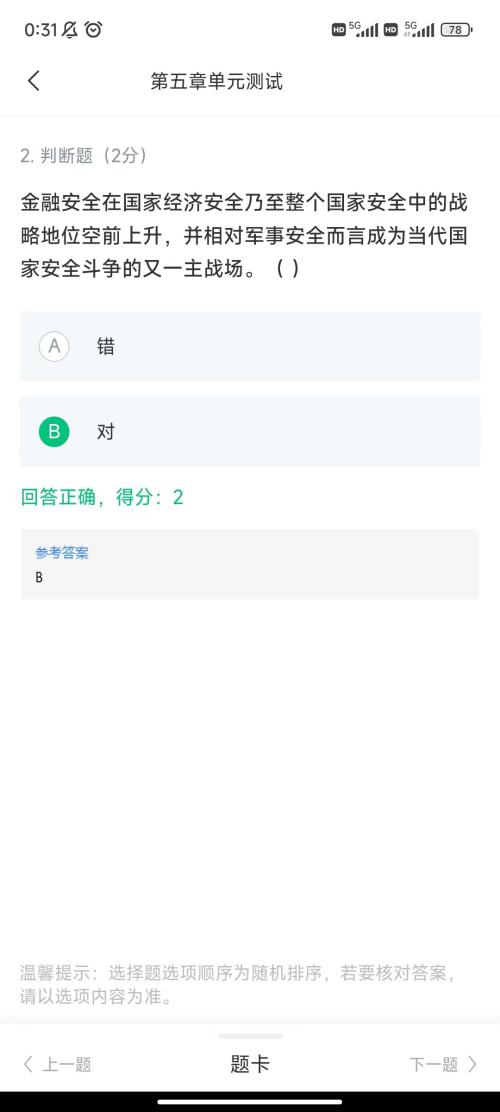 0:31 HD 5G HD 5G 78
第五章单元测试
2. 判断题（2分）
金融安全在国家经济安全乃至整个国家安全中的战
略地位空前上升，并相对军事安全而言成为当代国
家安全斗争的又一主战场。（ ）
A 错
B 对
回答正确，得分：2
参考答案
B
温馨提示：选择题选项顺序为随机排序，若要核对答案，
请以选项内容为准。
上一题 题卡 下一题